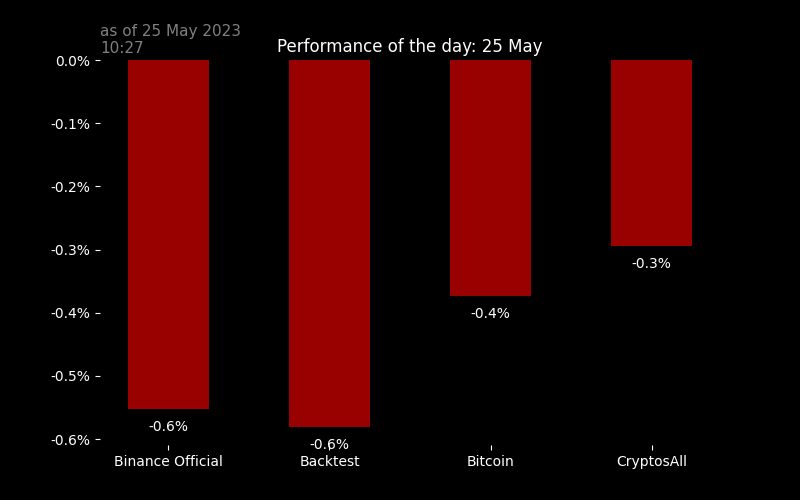 as of 25 May 2023
10:27
Performance of the day: 25 May
0.0%
-0.1%
-0.2%
-0.3%
-0.4%
-0.5%
-0.6%
-0.6%
-0.6%
-0.4%
-0.3%
Binance Official
Backtest
Bitcoin
CryptosAll